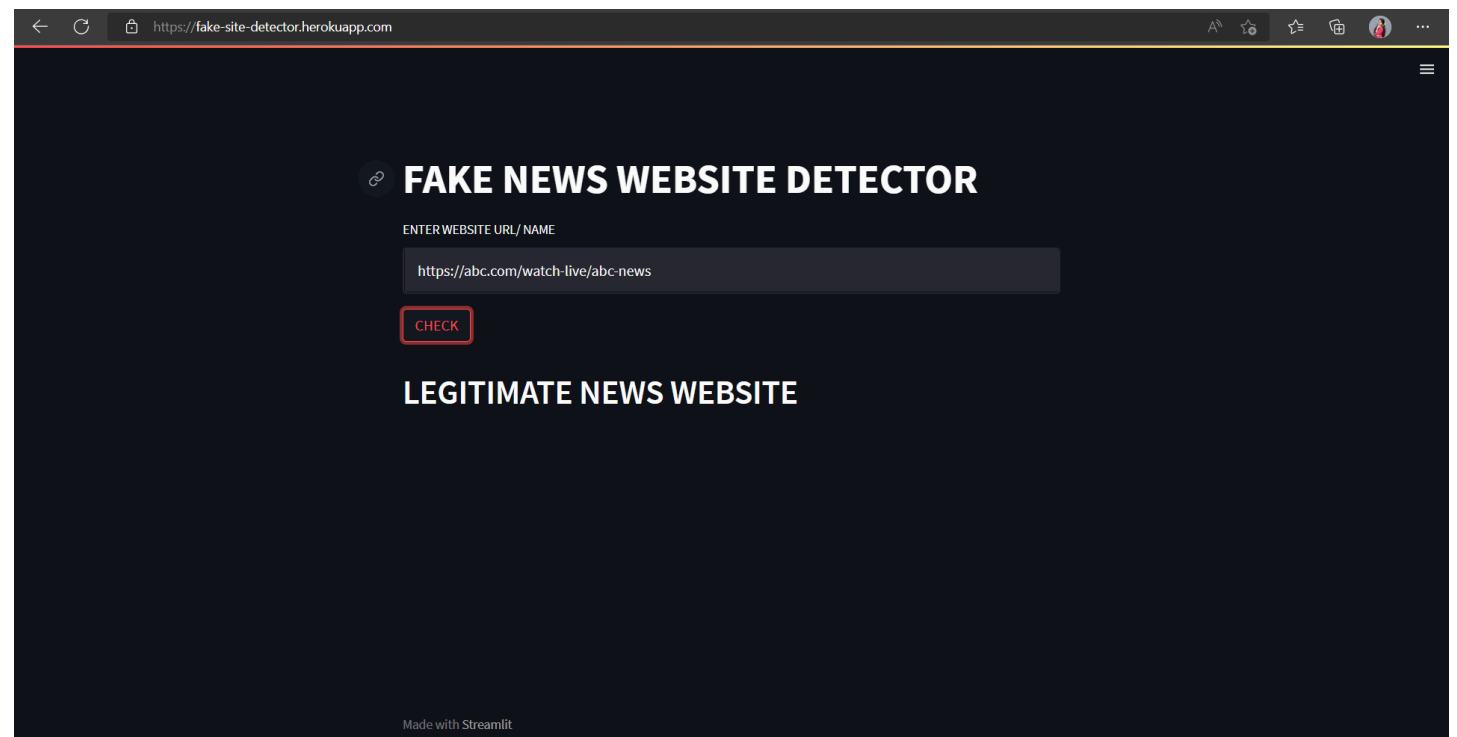 https://fake-site-detector.herokuapp.com
FAKE NEWS WEBSITE DETECTOR
ENTER WEBSITE URL/ NAME
https://abc.com/watch-live/abc-news
CHECK
LEGITIMATE NEWS WEBSITE
Made with Streamlit